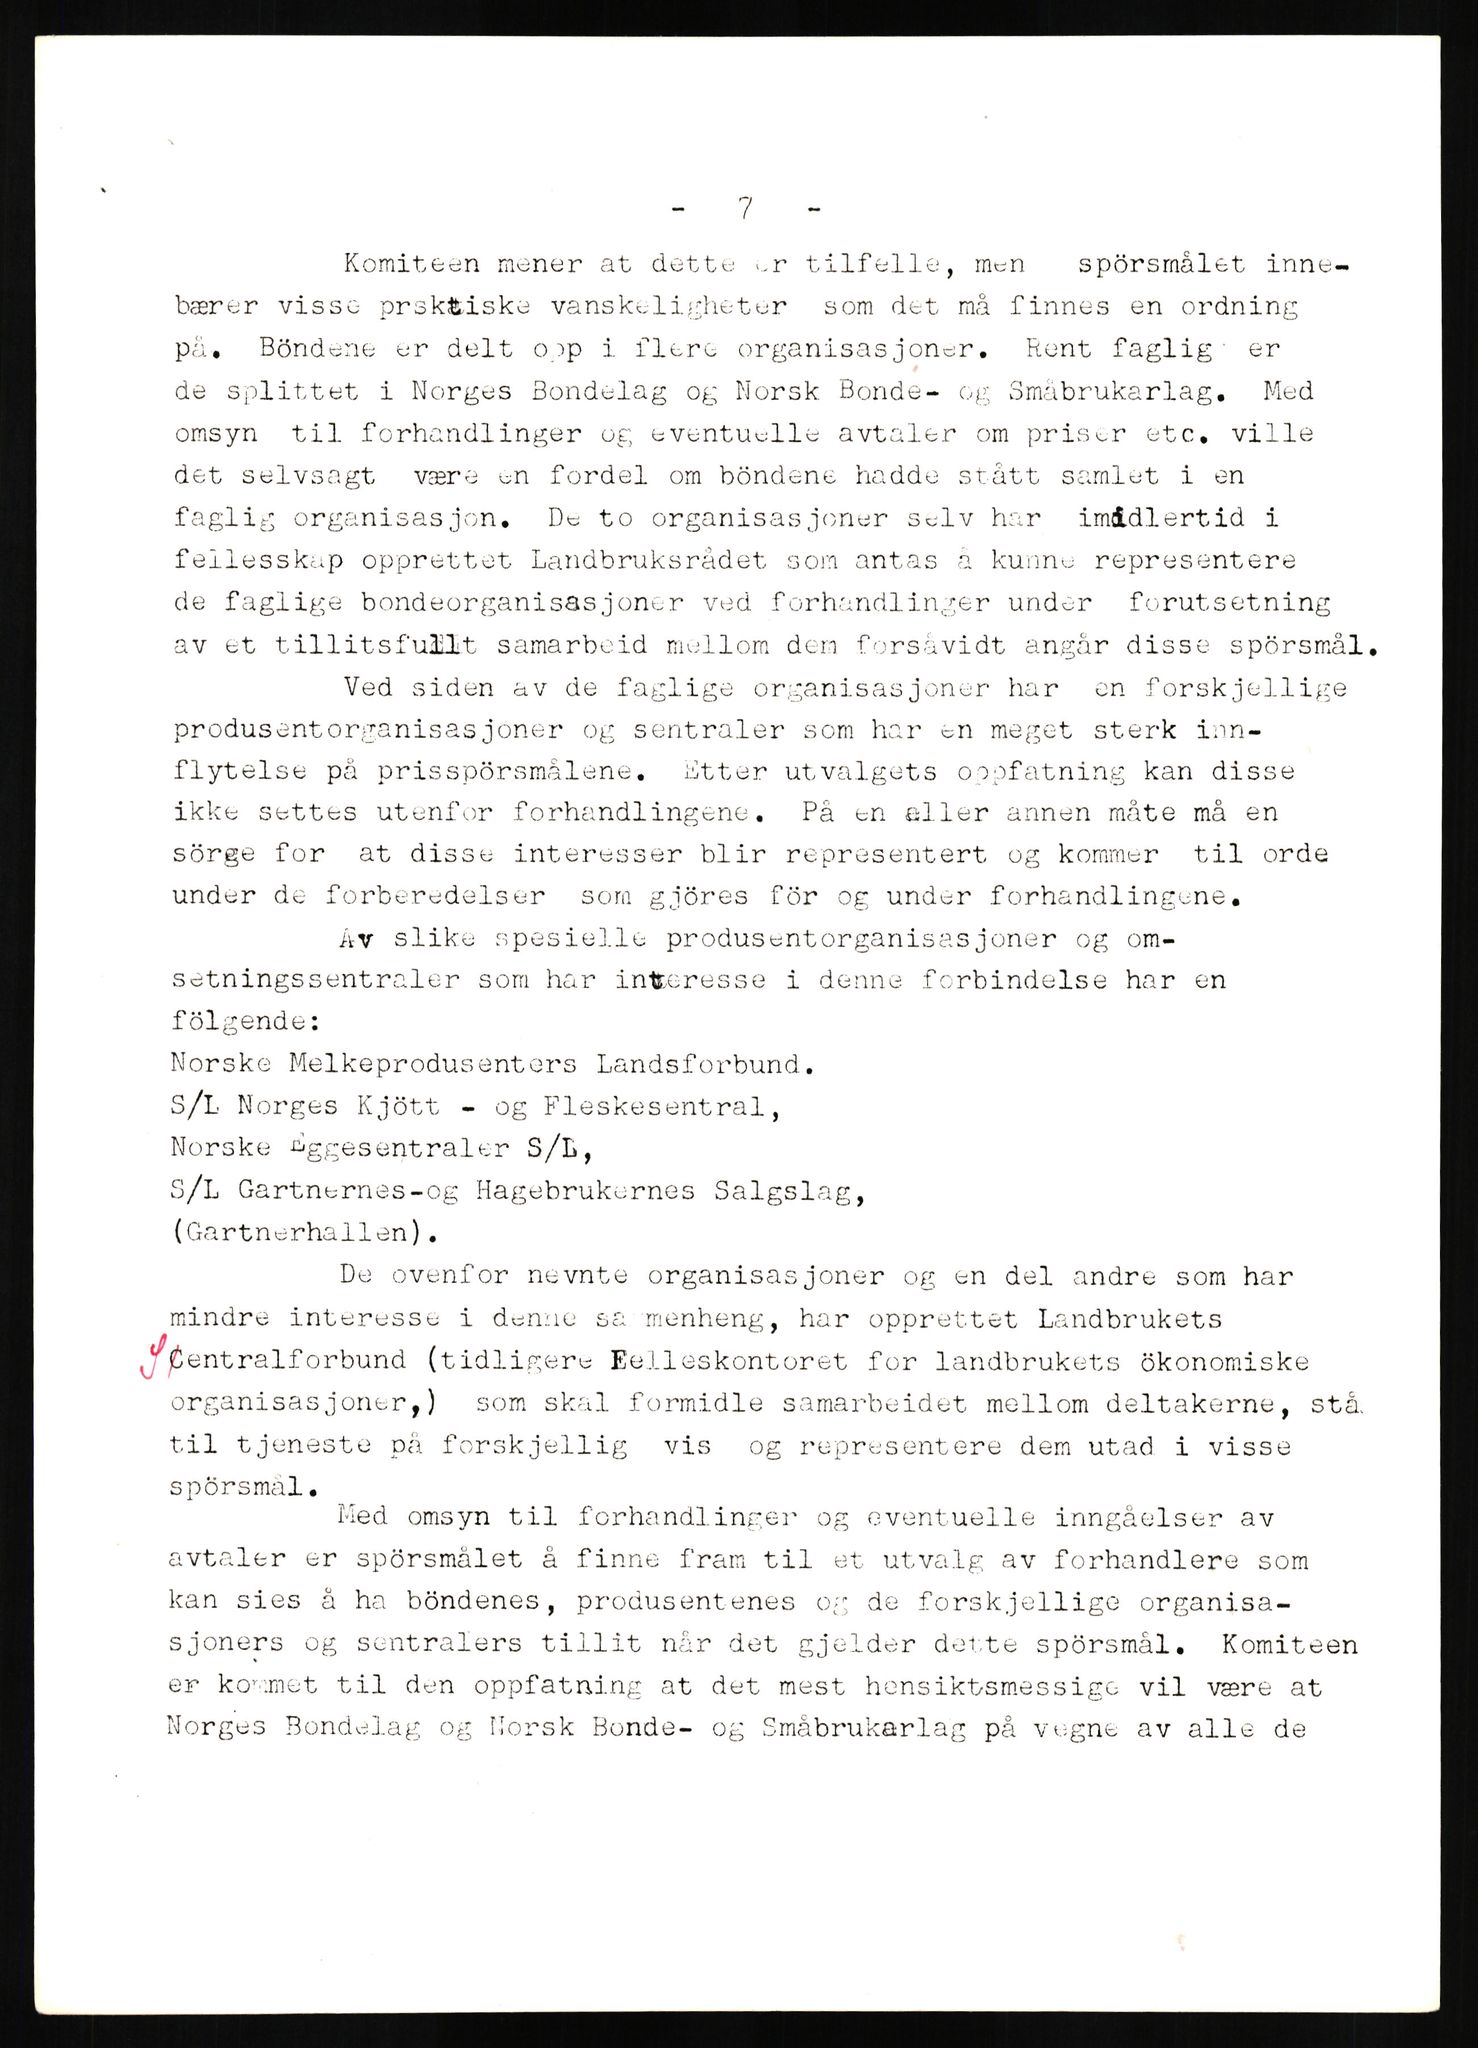 - 7 -
Komiteen mener at dette er tilfelle, men spörsmålet inne-
bærer visse prsktiske vanskeligheter som det må finnes en ordning
på. Böndene er delt opp i flere organisasjoner. Rent faglig er
de splittet i Norges Bondelag og Norsk Bonde- og Småbrukarlag. Med
omsyn til forhandlinger og eventuelle avtaler om priser etc. ville
det selvsagt være en fordel om böndene hadde stått samlet i en
faglig organisasjon. De to organisasjoner selv har imidlertid i
fellesskap opprettet Landbruksrådet som antas å kunne representere
de faglige bondeorganisasjoner ved forhandlinger under forutsetning
av et tillitsfullt samarbeid mellom dem forsåvidt angår disse spörsmål.
Ved siden av de faglige organisasjoner har en forskjellige
produsentorganisasjoner og sentraler som har en meget sterk inn-
flytelse på prisspörsmålene. Etter utvalgets oppfatning kan disse
ikke settes utenfor forhandlingene. På en eller annen måte må en
sörge for at disse interesser blir representert og kommer til orde
under de forberedelser som gjöres för og under forhandlingene.
Av slike spesielle produsentorganisasjoner og om-
setningssentraler som har interesse i denne forbindelse har en
fölgende:
Norske Melkeprodusenters Landsforbund.
S/L Norges Kjött - og Fleskesentral,
Norske Eggesentraler S/L,
S/L Gartnernes-og Hagebrukernes Salgslag,
(Gartnerhallen).
De ovenfor nevnte organisasjoner og en del andre som har
mindre interesse i denne sa menheng, har opprettet Landbrukets
S Centralforbund (tidligere Felleskontoret for landbrukets ökonomiske
organisasjoner,) som skal formidle samarbeidet mellom deltakerne, stå
til tjeneste på forskjellig vis og representere dem utad i visse
spörsmål.
Med omsyn til forhandlinger og eventuelle inngåelser av
avtaler er spörsmålet å finne fram til et utvalg av forhandlere som
kan sies å ha böndenes, produsentenes og de forskjellige organisa-
sjoners og sentralers tillit når det gjelder dette spörsmål. Komiteen
er kommet til den oppfatning at det mest hensiktsmessige vil være at
Norges Bondelag og Norsk Bonde- og Småbrukarlag på vegne av alle de